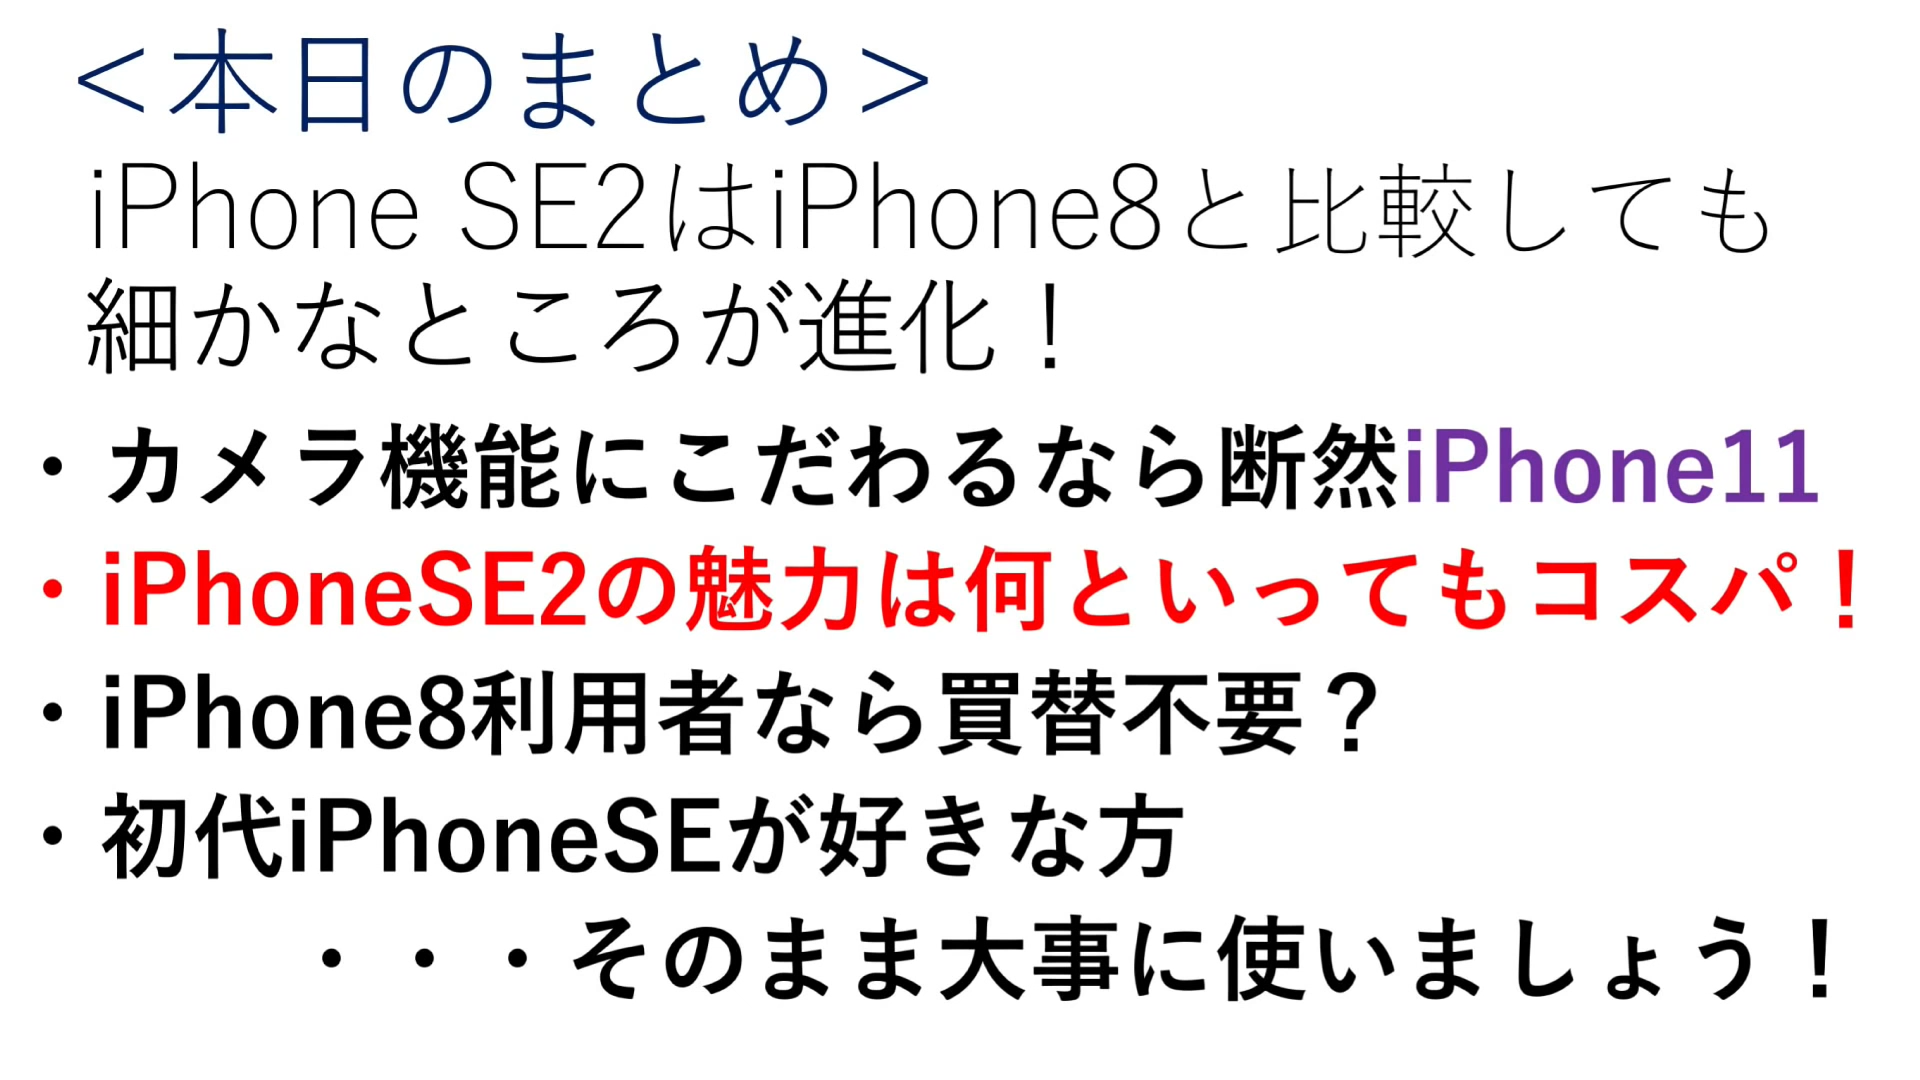 ＜本日のまとめ＞
iPhone SE2はiPhone8と比較しても
細かなところが進化！
・カメラ機能にこだわるなら断然iPhone11
・iPhoneSE2の魅力は何といってもコスパ！
・iPhone8利用者なら買替不要？
・初代iPhoneSEが好きな方
・・・そのまま大事に使いましょう！